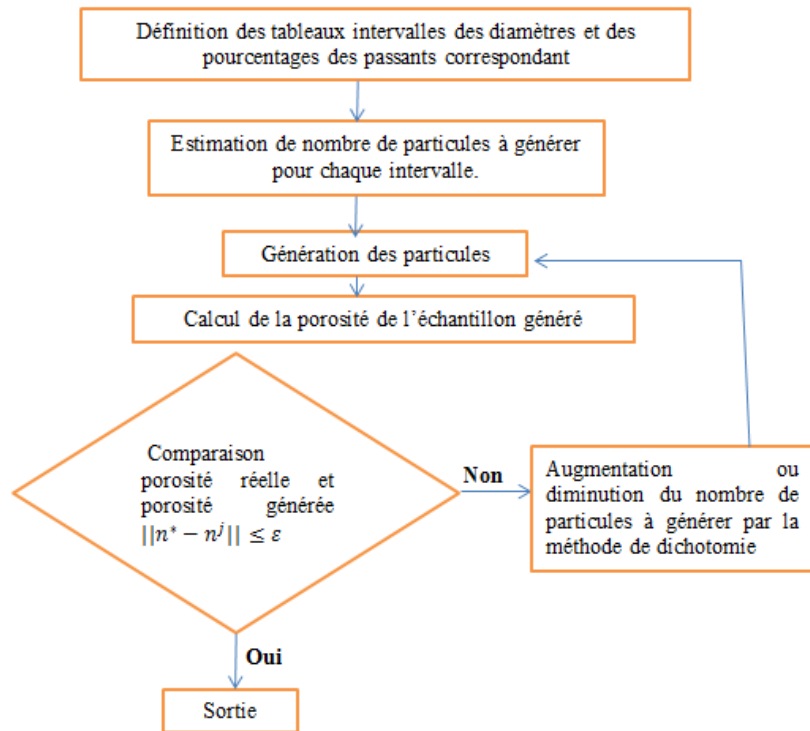 Définition des tableaux intervalles des diamètres et des
pourcentages des passants correspondant
Estimation de nombre de particules à générer
pour chaque intervalle.
Génération des particules
Calcul de la porosité de l’échantillon généré
Comparaison
porosité réelle et
porosité générée
||n* − nʲ|| ≤ ε
Non
Augmentation ou
diminution du nombre de
particules à générer par la
méthode de dichotomie
Oui
Sortie